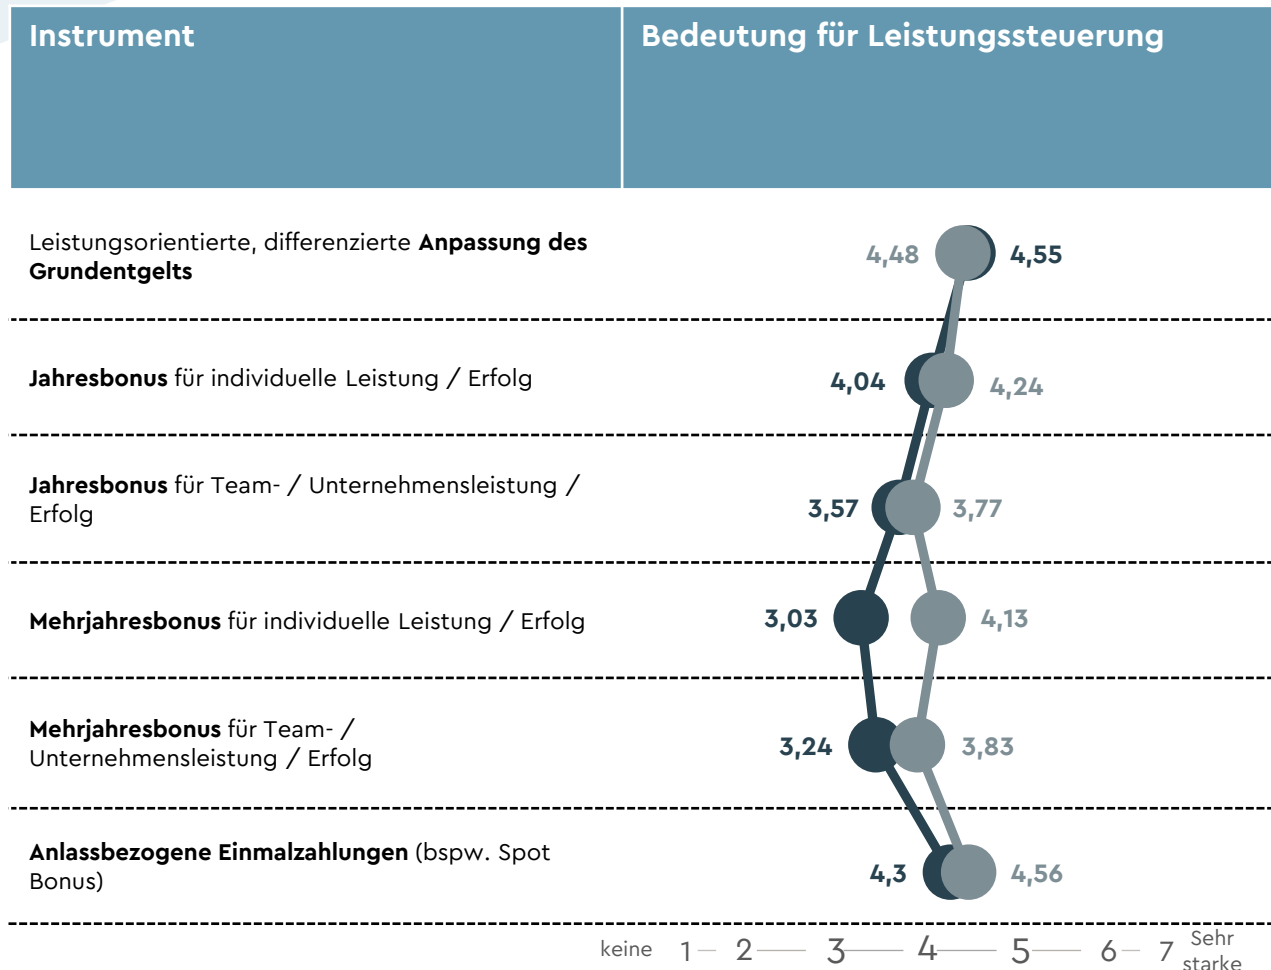 Instrument
Bedeutung für Leistungssteuerung
Leistungsorientierte, differenzierte Anpassung des
Grundentgelts
4,48
4,55
Jahresbonus für individuelle Leistung / Erfolg
4,04
4,24
Jahresbonus für Team- / Unternehmensleistung /
Erfolg
3,57
3,77
Mehrjahresbonus für individuelle Leistung / Erfolg
3,03
4,13
Mehrjahresbonus für Team- /
Unternehmensleistung / Erfolg
3,24
3,83
Anlassbezogene Einmalzahlungen (bspw. Spot
Bonus)
4,3
4,56
keine 1 2 3 4 5 6 7 Sehr
starke